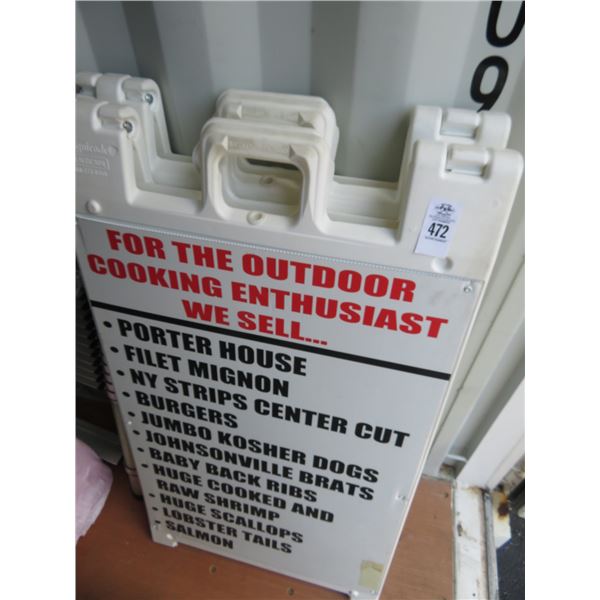 472
FOR THE OUTDOOR
COOKING ENTHUSIAST
WE SELL...
• PORTER HOUSE
• FILET MIGNON
• NY STRIPS CENTER CUT
• BURGERS
• JUMBO KOSHER DOGS
• JOHNSONVILLE BRATS
• BABY BACK RIBS
• HUGE COOKED AND
RAW SHRIMP
• HUGE SCALLOPS
• LOBSTER TAILS
• SALMON